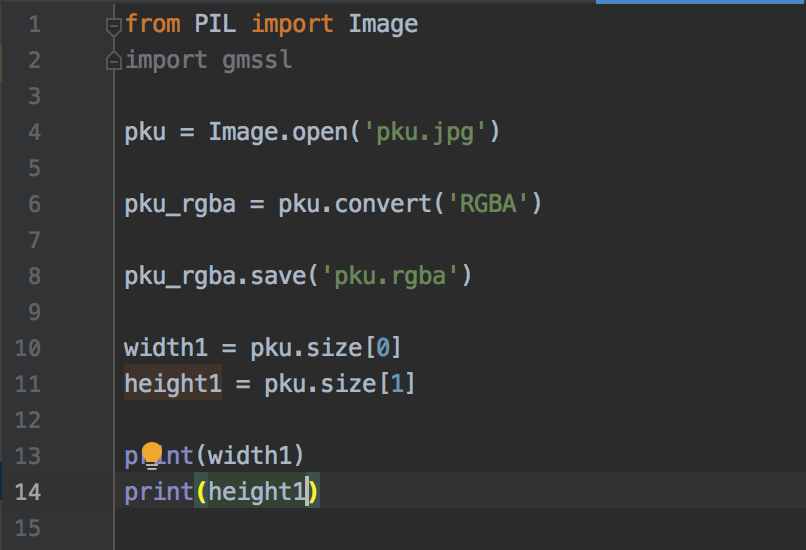 1 from PIL import Image
2 import gmssl
3
4 pku = Image.open('pku.jpg')
5
6 pku_rgba = pku.convert('RGBA')
7
8 pku_rgba.save('pku.rgba')
9
10 width1 = pku.size[0]
11 height1 = pku.size[1]
12
13 print(width1)
14 print(height1)
15